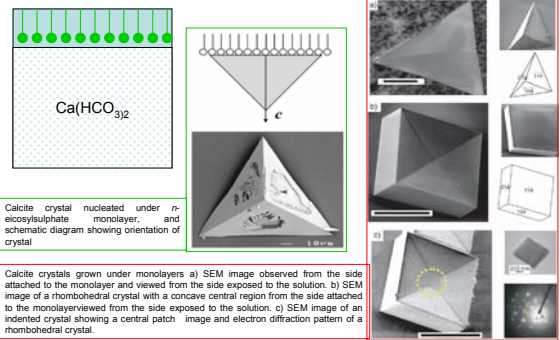 Ca(HCO3)2
c
10µm
Calcite crystal nucleated under n-
eicosylsulphate monolayer, and
schematic diagram showing orientation of
crystal
Calcite crystals grown under monolayers a) SEM image observed from the side
attached to the monolayer and viewed from the side exposed to the solution. b) SEM
image of a rhombohedral crystal with a concave central region from the side attached
to the monolayerviewed from the side exposed to the solution. c) SEM image of an
indented crystal showing a central patch image and electron diffraction pattern of a
rhombohedral crystal.
a)
b)
c)